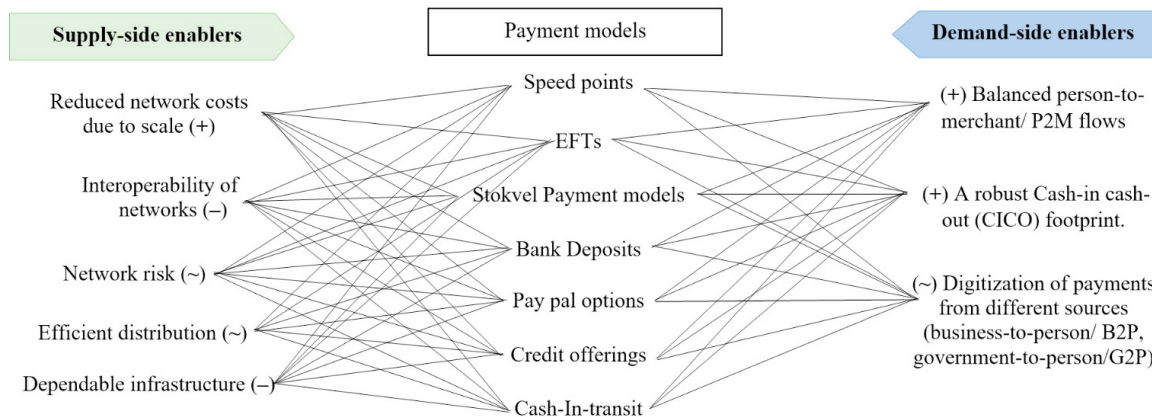 Supply-side enablers
Payment models
Demand-side enablers
Reduced network costs
due to scale (+)
Interoperability of
networks (–)
Network risk (~)
Efficient distribution (~)
Dependable infrastructure (–)
Speed points
EFTs
Stokvel Payment models
Bank Deposits
Pay pal options
Credit offerings
Cash-In-transit
(+) Balanced person-to-
merchant/ P2M flows
(+) A robust Cash-in cash-
out (CICO) footprint.
(~) Digitization of payments
from different sources
(business-to-person/ B2P,
government-to-person/G2P)